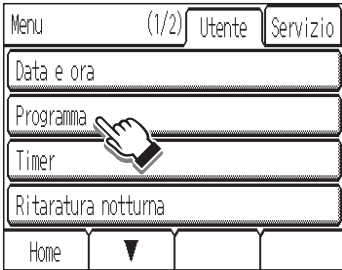 Menu (1/2) Utente Servizio
Data e ora
Programma
Timer
Ritaratura notturna
Home ▼